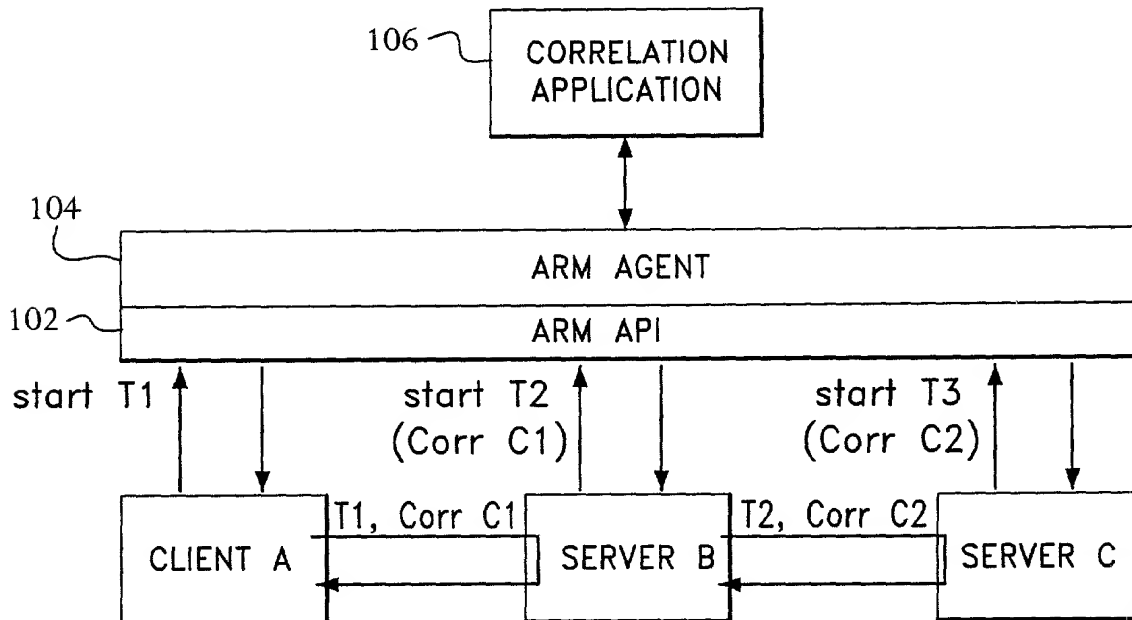 106
CORRELATION
APPLICATION
104
ARM AGENT
102
ARM API
start T1
start T2
(Corr C1)
start T3
(Corr C2)
T1, Corr C1
T2, Corr C2
CLIENT A
SERVER B
SERVER C